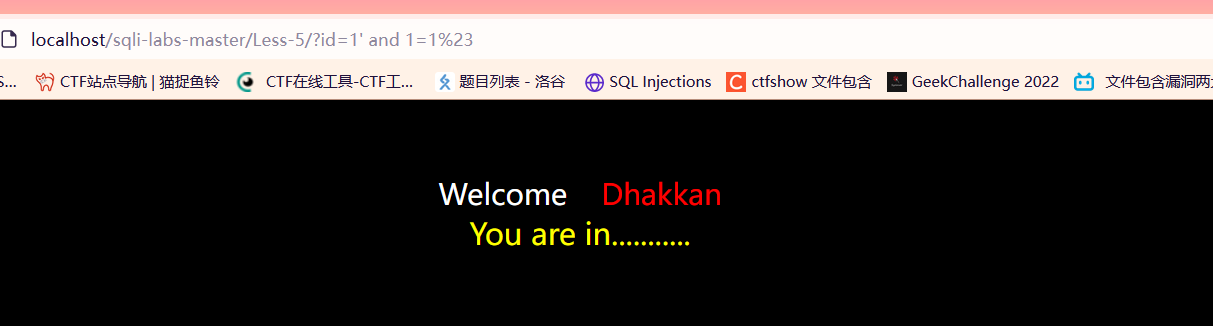 localhost/sqli-labs-master/Less-5/?id=1' and 1=1%23
S... CTF站点导航 | 猫捉鱼铃 CTF在线工具-CTF工... 题目列表 - 洛谷 SQL Injections ctfshow 文件包含 GeekChallenge 2022 文件包含漏洞两大
Welcome Dhakkan
You are in...........